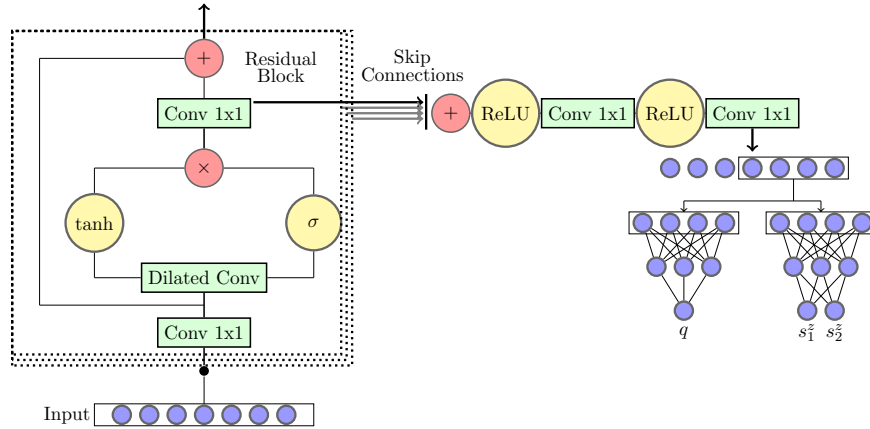 +
Residual
Block
Skip
Connections
Conv 1x1
+
ReLU
Conv 1x1
ReLU
Conv 1x1
×
tanh
σ
Dilated Conv
Conv 1x1
q
s₁ᶻ s₂ᶻ
Input